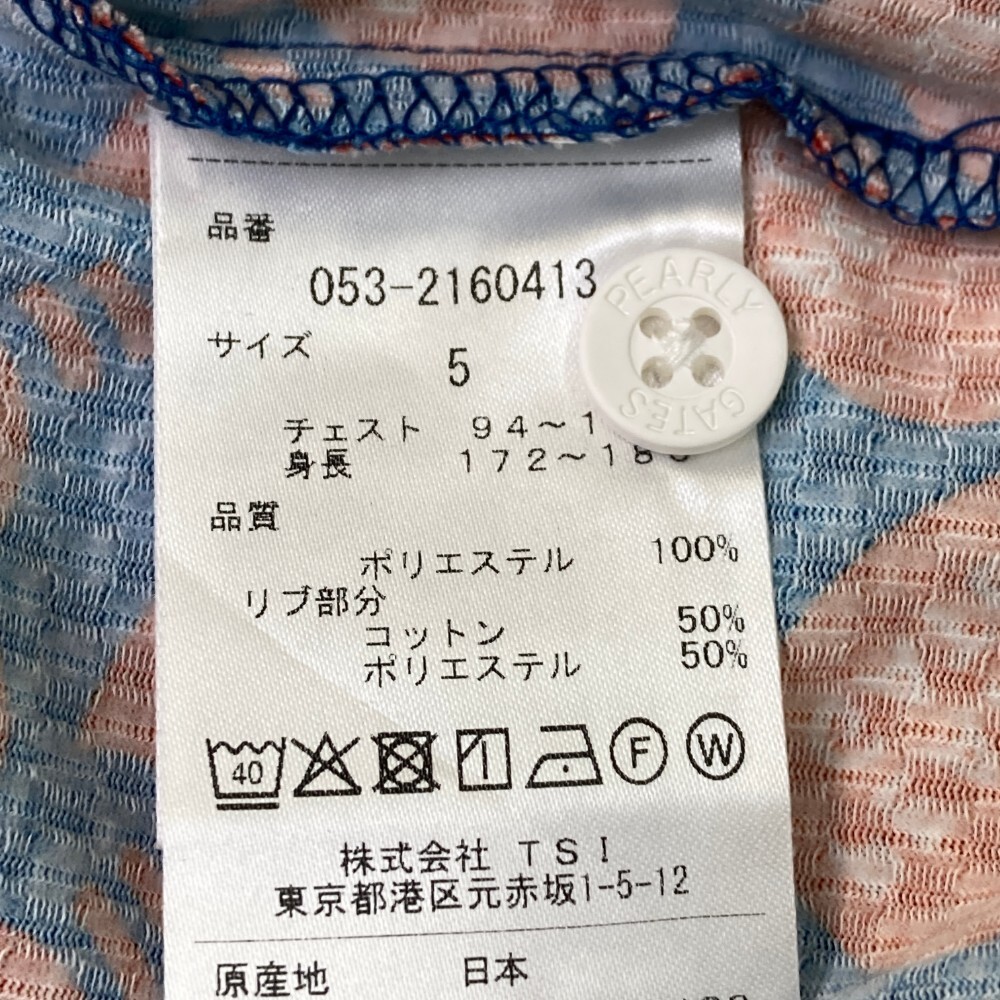 品番
053-2160413
PEARLY
GATES
サイズ
5
チェスト 94～1
身長 172～18
品質
ポリエステル 100%
リブ部分
コットン 50%
ポリエステル 50%
40
F
W
株式会社 TSI
東京都港区元赤坂1-5-12
原産地 日本